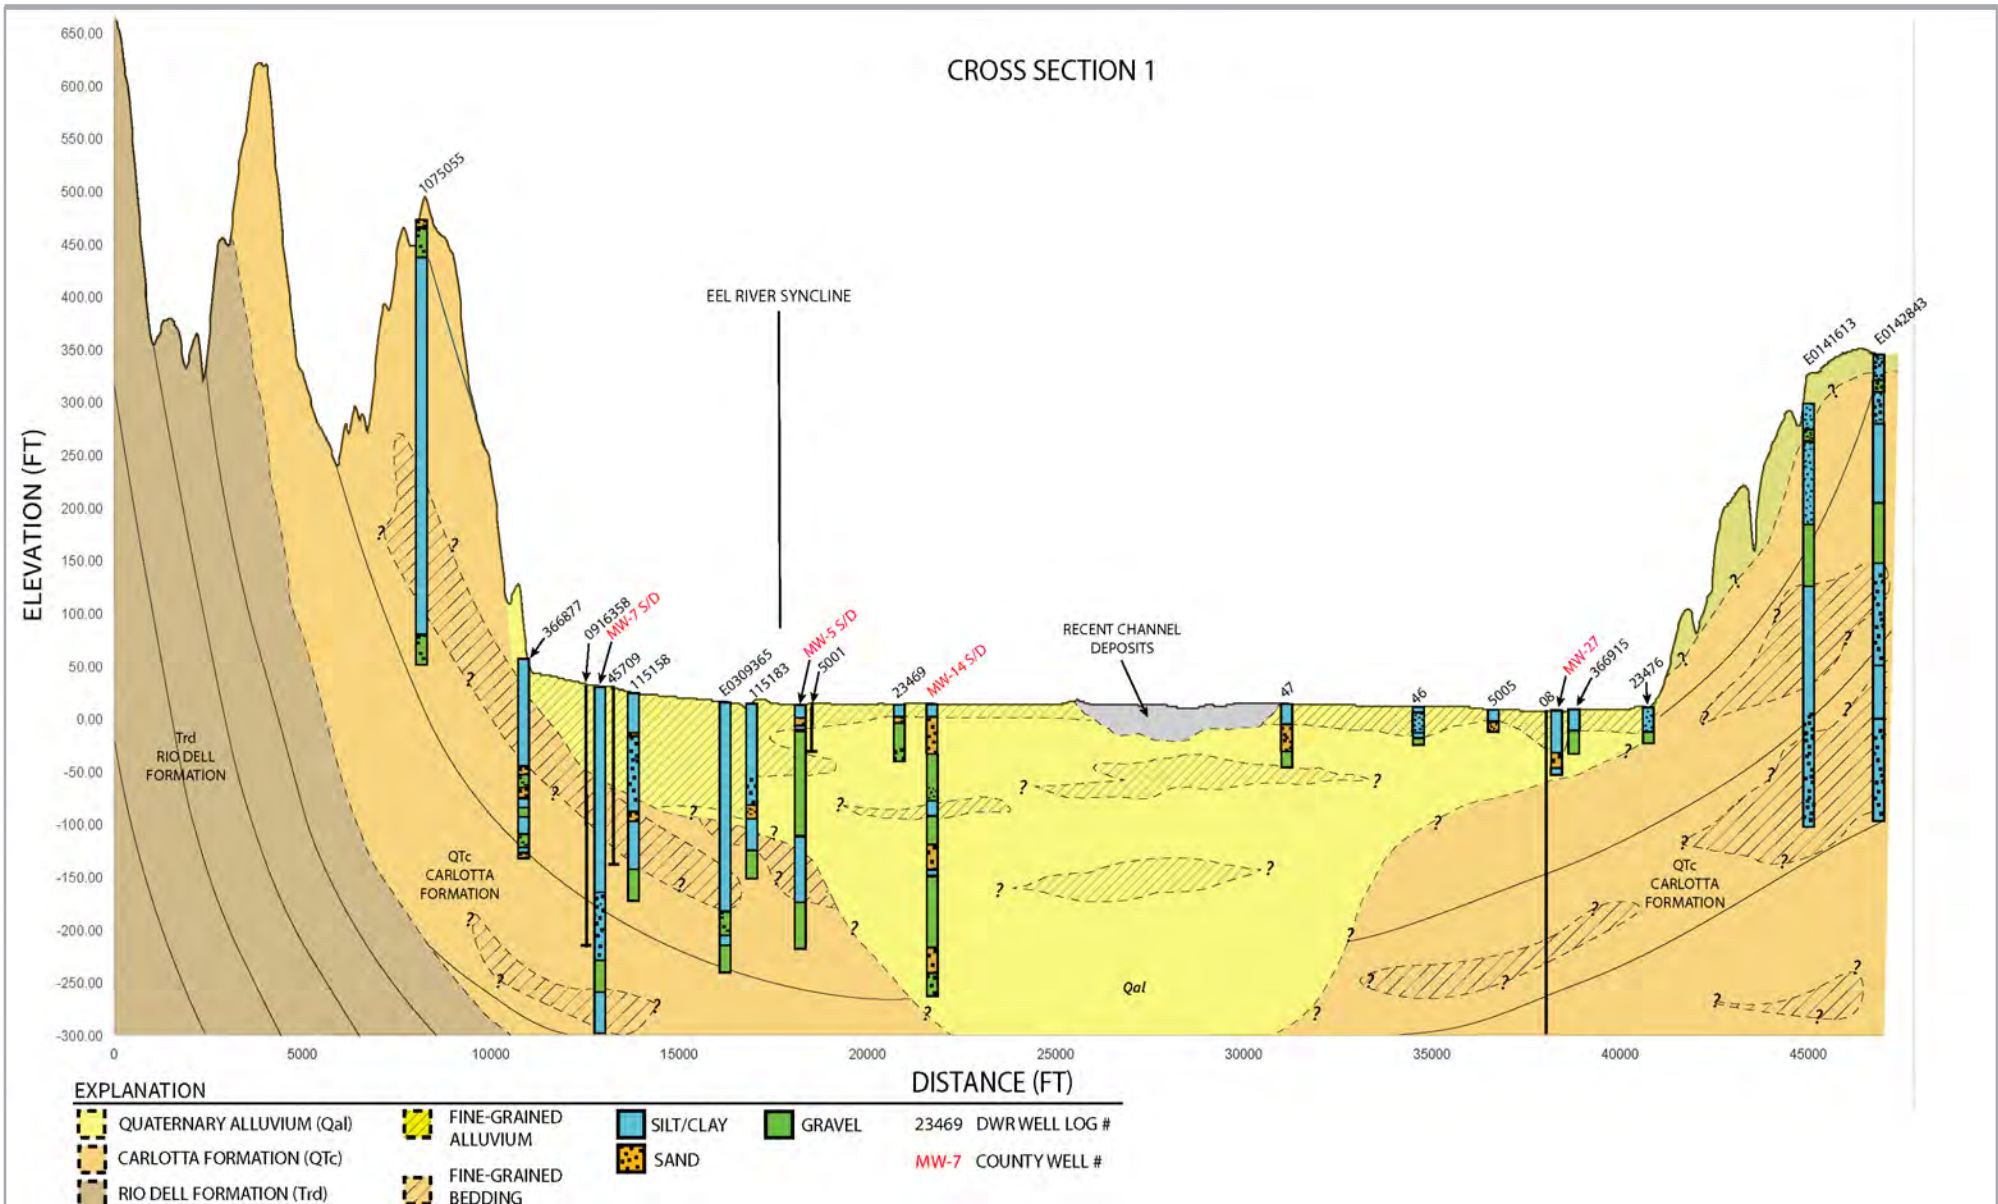 CROSS SECTION 1
ELEVATION (FT)
650.00
600.00
550.00
500.00
450.00
400.00
350.00
300.00
250.00
200.00
150.00
100.00
50.00
0.00
-50.00
-100.00
-150.00
-200.00
-250.00
-300.00
1075055
EEL RIVER SYNCLINE
366877
0916358
MW-7 S/D
45709
115158
E0309365
115183
MW-5 S/D
5001
23469
MW-14 S/D
RECENT CHANNEL
DEPOSITS
47
46
5005
08
MW-27
366915
23476
E0141613
E0142843
Trd
RIO DELL
FORMATION
QTc
CARLOTTA
FORMATION
Qal
QTc
CARLOTTA
FORMATION
0 5000 10000 15000 20000 25000 30000 35000 40000 45000
DISTANCE (FT)
EXPLANATION
QUATERNARY ALLUVIUM (Qal)
CARLOTTA FORMATION (QTc)
RIO DELL FORMATION (Trd)
FINE-GRAINED
ALLUVIUM
FINE-GRAINED
BEDDING
SILT/CLAY
SAND
GRAVEL
23469 DWR WELL LOG #
MW-7 COUNTY WELL #